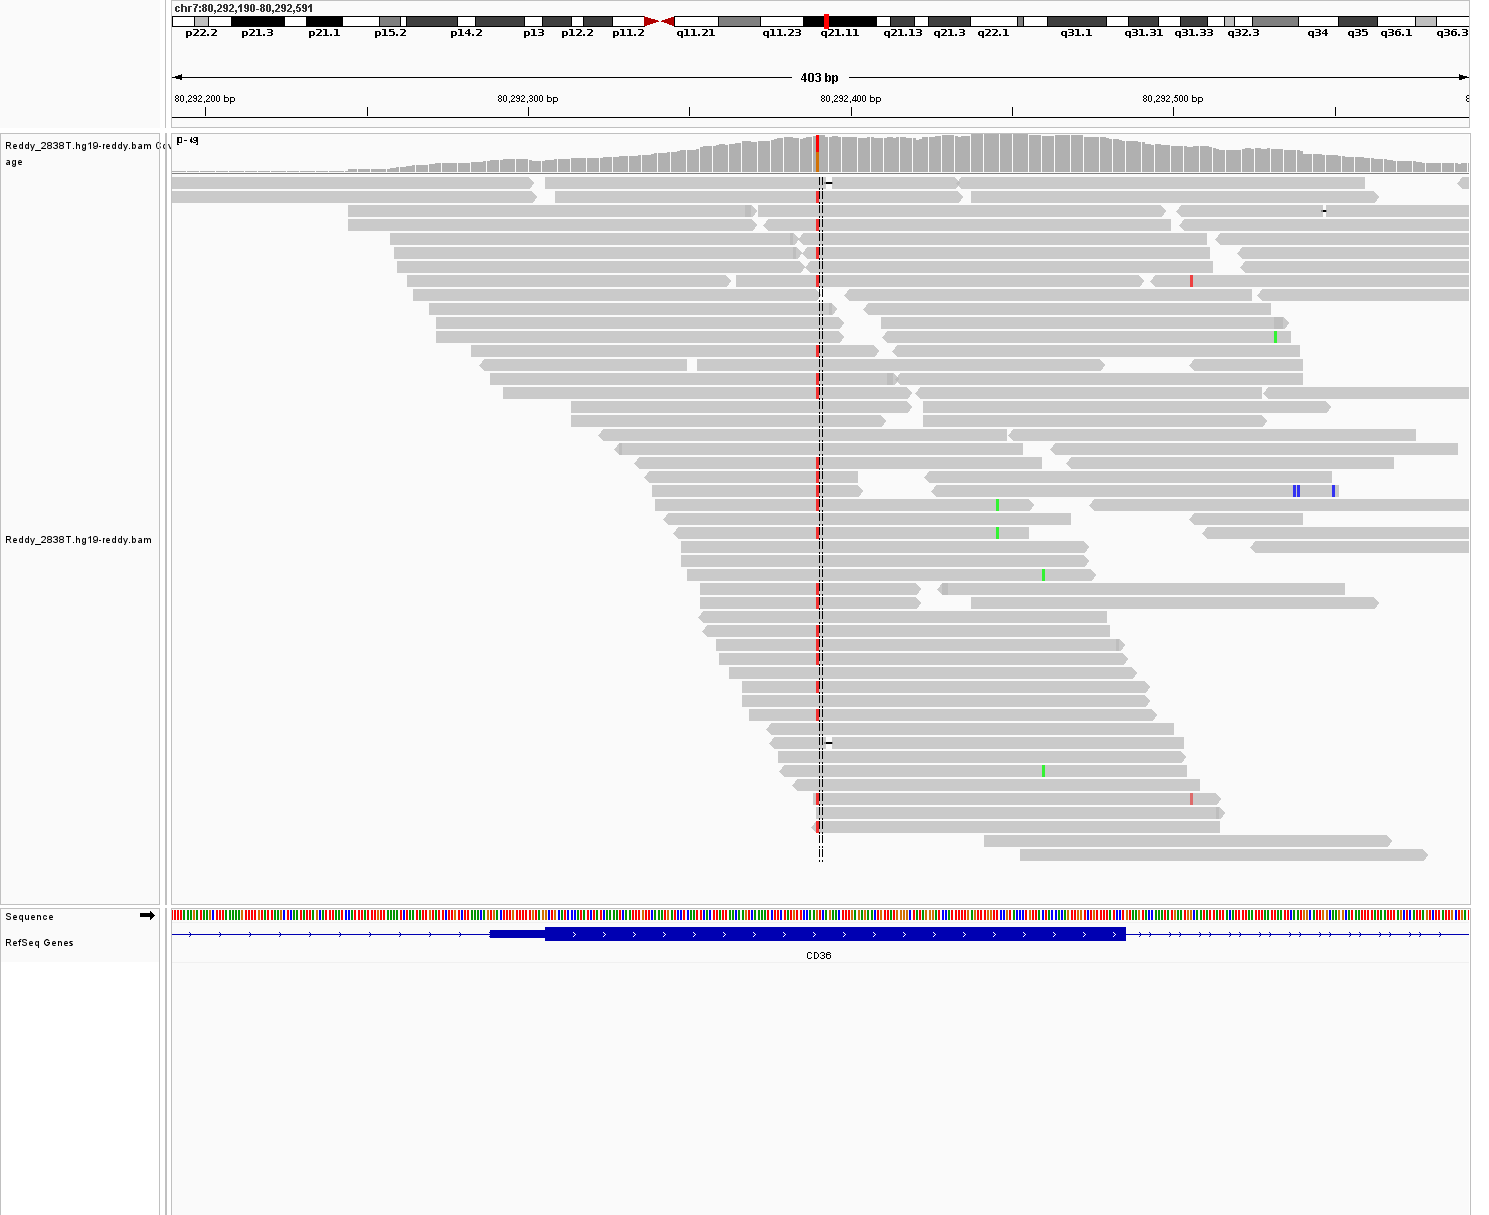 chr7:80,292,190-80,292,591
p22.2 p21.3 p21.1 p15.2 p14.2 p13 p12.2 p11.2 q11.21 q11.23 q21.11 q21.13 q21.3 q22.1 q31.1 q31.31 q31.33 q32.3 q34 q35 q36.1 q36.3
403 bp
80,292,200 bp 80,292,300 bp 80,292,400 bp 80,292,500 bp 8
Reddy_2838T.hg19-reddy.bam Cov
age
Reddy_2838T.hg19-reddy.bam
Sequence
RefSeq Genes
CD36